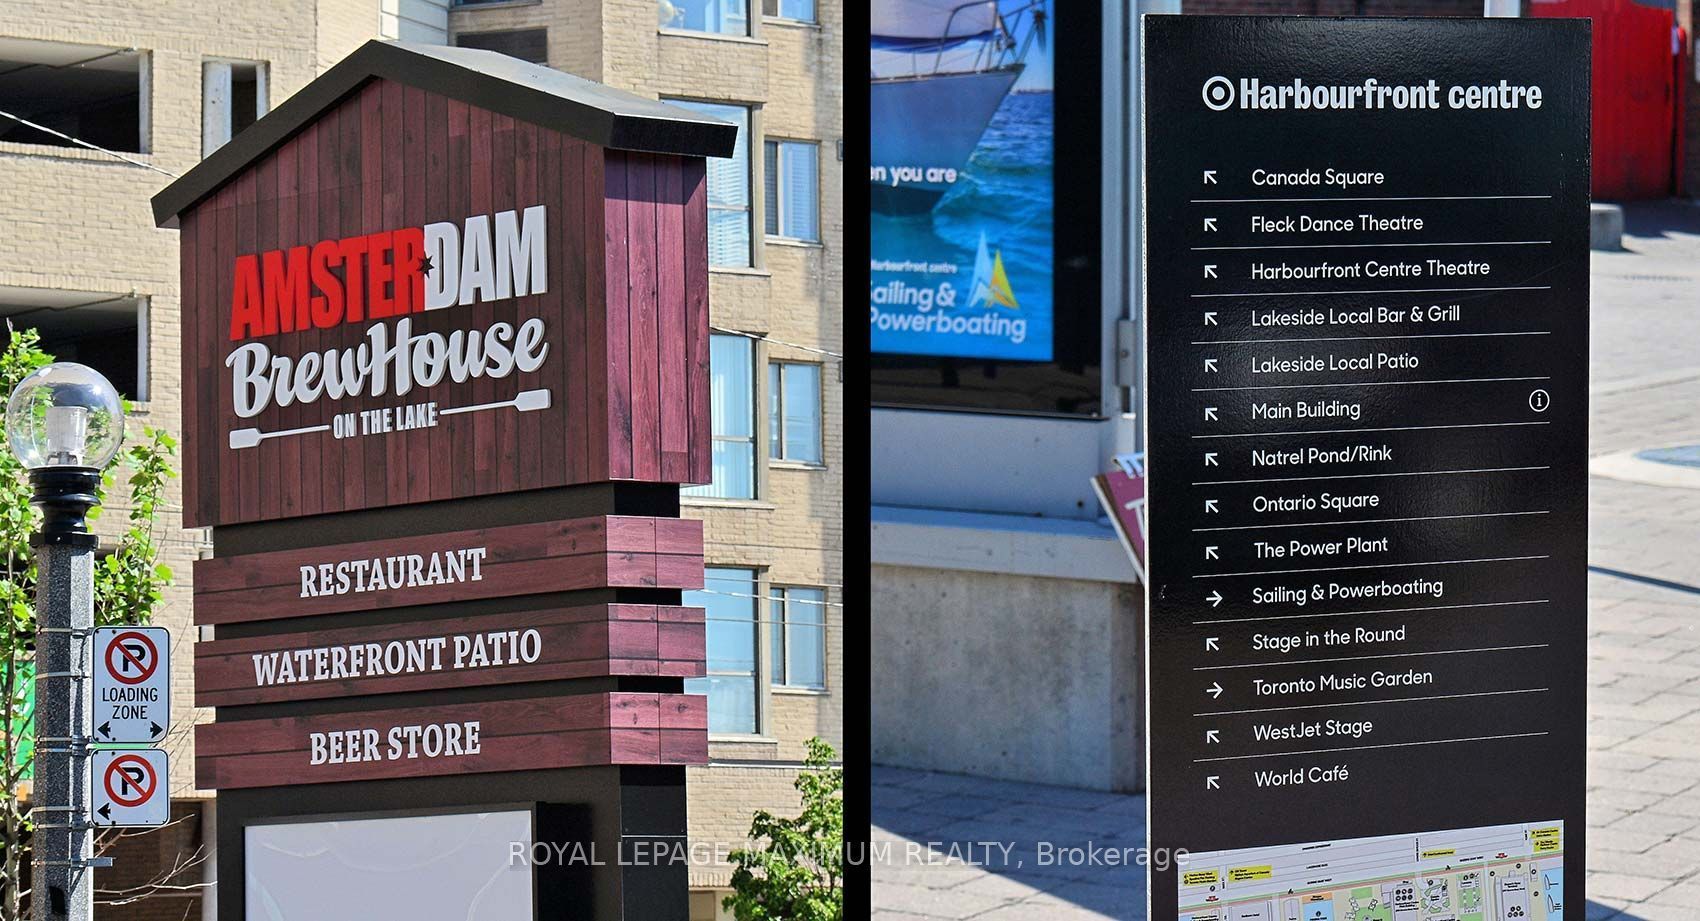 AMSTERDAM
BrewHouse
ON THE LAKE
RESTAURANT
WATERFRONT PATIO
BEER STORE
P
LOADING
ZONE
P
en you are
Harbourfront centre
ailing &
Powerboating
Harbourfront centre
Canada Square
Fleck Dance Theatre
Harbourfront Centre Theatre
Lakeside Local Bar & Grill
Lakeside Local Patio
Main Building i
Natrel Pond/Rink
Ontario Square
The Power Plant
Sailing & Powerboating
Stage in the Round
Toronto Music Garden
WestJet Stage
World Café
ROYAL LEPAGE MAXIMUM REALTY, Brokerage